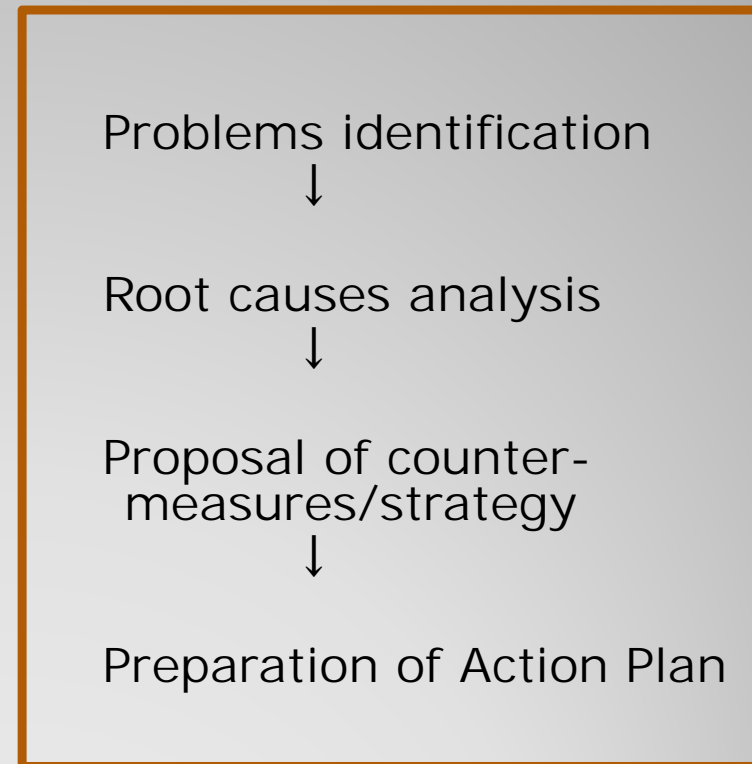 Problems identification
↓
Root causes analysis
↓
Proposal of counter-
measures/strategy
↓
Preparation of Action Plan